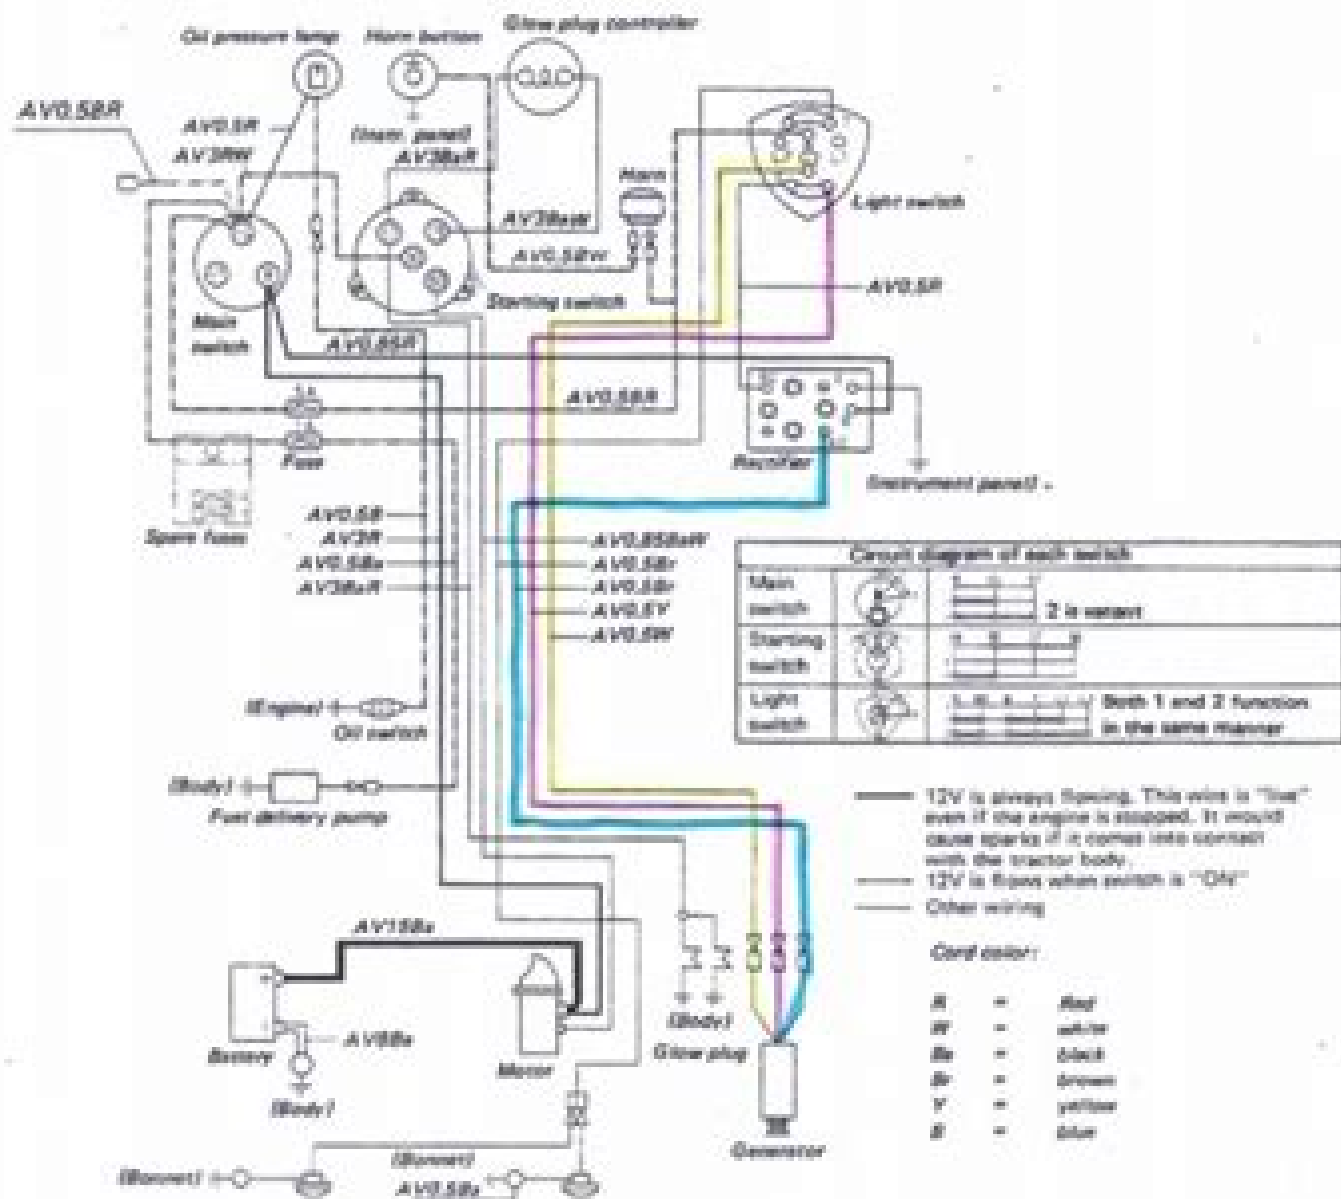 Oil pressure lamp
Horn button
Glow plug controller
AV0.5BR
AV0.5R
AV3RW
(Instr. panel)
AV3BaR
Horn
Light switch
AV3BaW
AV0.5BW
Starting switch
AV0.5R
Main
switch
AV0.85R
AV0.5BR
Fuse
Rectifier
(Instrument panel)
Spare fuses
AV0.5B
AV3R
AV0.5Ba
AV3BaR
AV0.85BaW
AV0.5Br
AV0.5Br
AV0.5Y
AV0.5W
Circuit diagram of each switch
Main
switch
2 is variant
Starting
switch
Light
switch
Both 1 and 2 function
in the same manner
(Engine)
Oil switch
(Body)
Fuel delivery pump
12V is always flowing. This wire is "live"
even if the engine is stopped. It would
cause sparks if it comes into contact
with the tractor body.
12V is flows when switch is "ON"
Other wiring
AV15Ba
Cord color:
R = Red
W = white
Ba = black
Br = brown
Y = yellow
B = blue
Battery
AV8Ba
(Body)
Motor
(Body)
Glow plug
Generator
(Bonnet)
(Bonnet)
AV0.5Ba